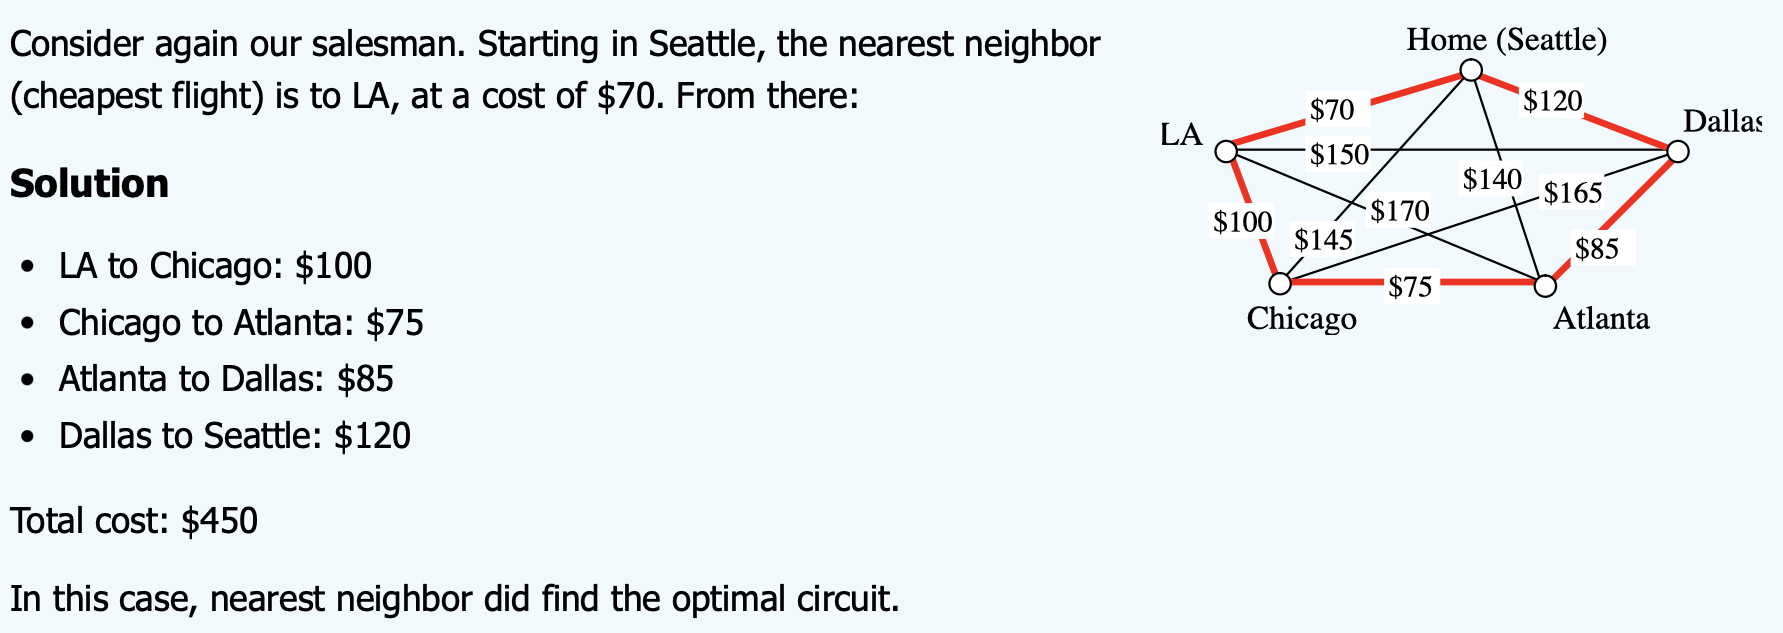 Consider again our salesman. Starting in Seattle, the nearest neighbor
(cheapest flight) is to LA, at a cost of $70. From there:
Solution
• LA to Chicago: $100
• Chicago to Atlanta: $75
• Atlanta to Dallas: $85
• Dallas to Seattle: $120
Total cost: $450
In this case, nearest neighbor did find the optimal circuit.
Home (Seattle)
$70
$120
LA
Dallas
$150
$140
$165
$170
$100
$145
$85
$75
Chicago
Atlanta